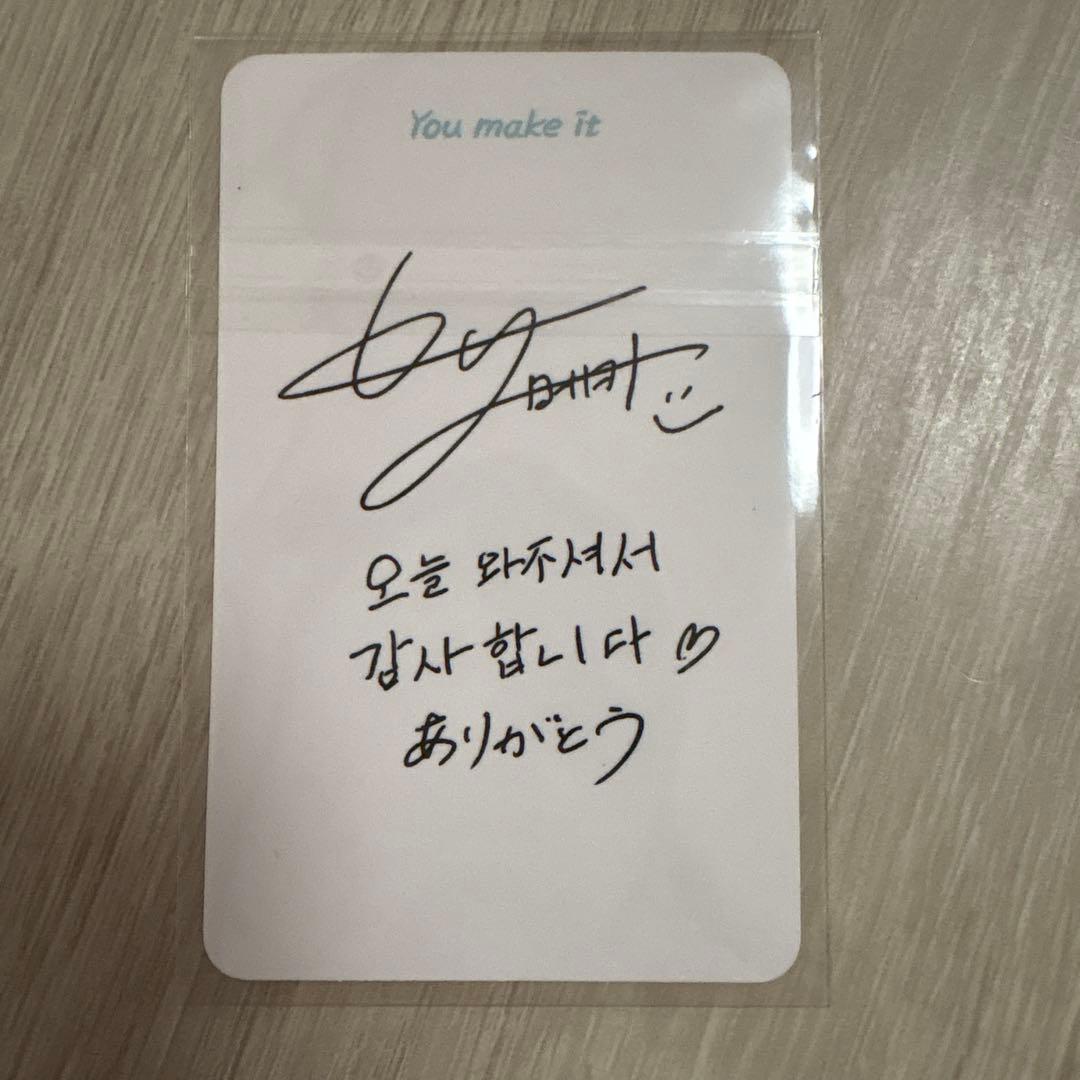 You make it
오늘 와주셔서
감사합니다
ありがとう